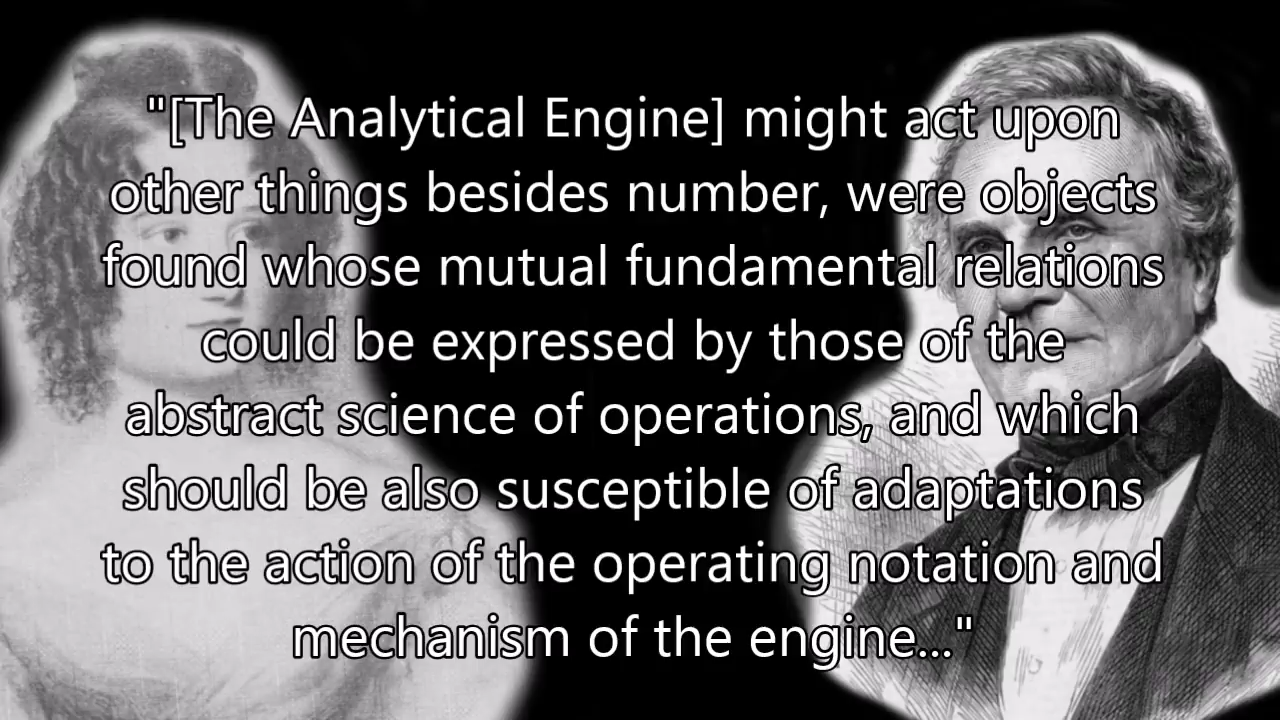 "[The Analytical Engine] might act upon
other things besides number, were objects
found whose mutual fundamental relations
could be expressed by those of the
abstract science of operations, and which
should be also susceptible of adaptations
to the action of the operating notation and
mechanism of the engine..."